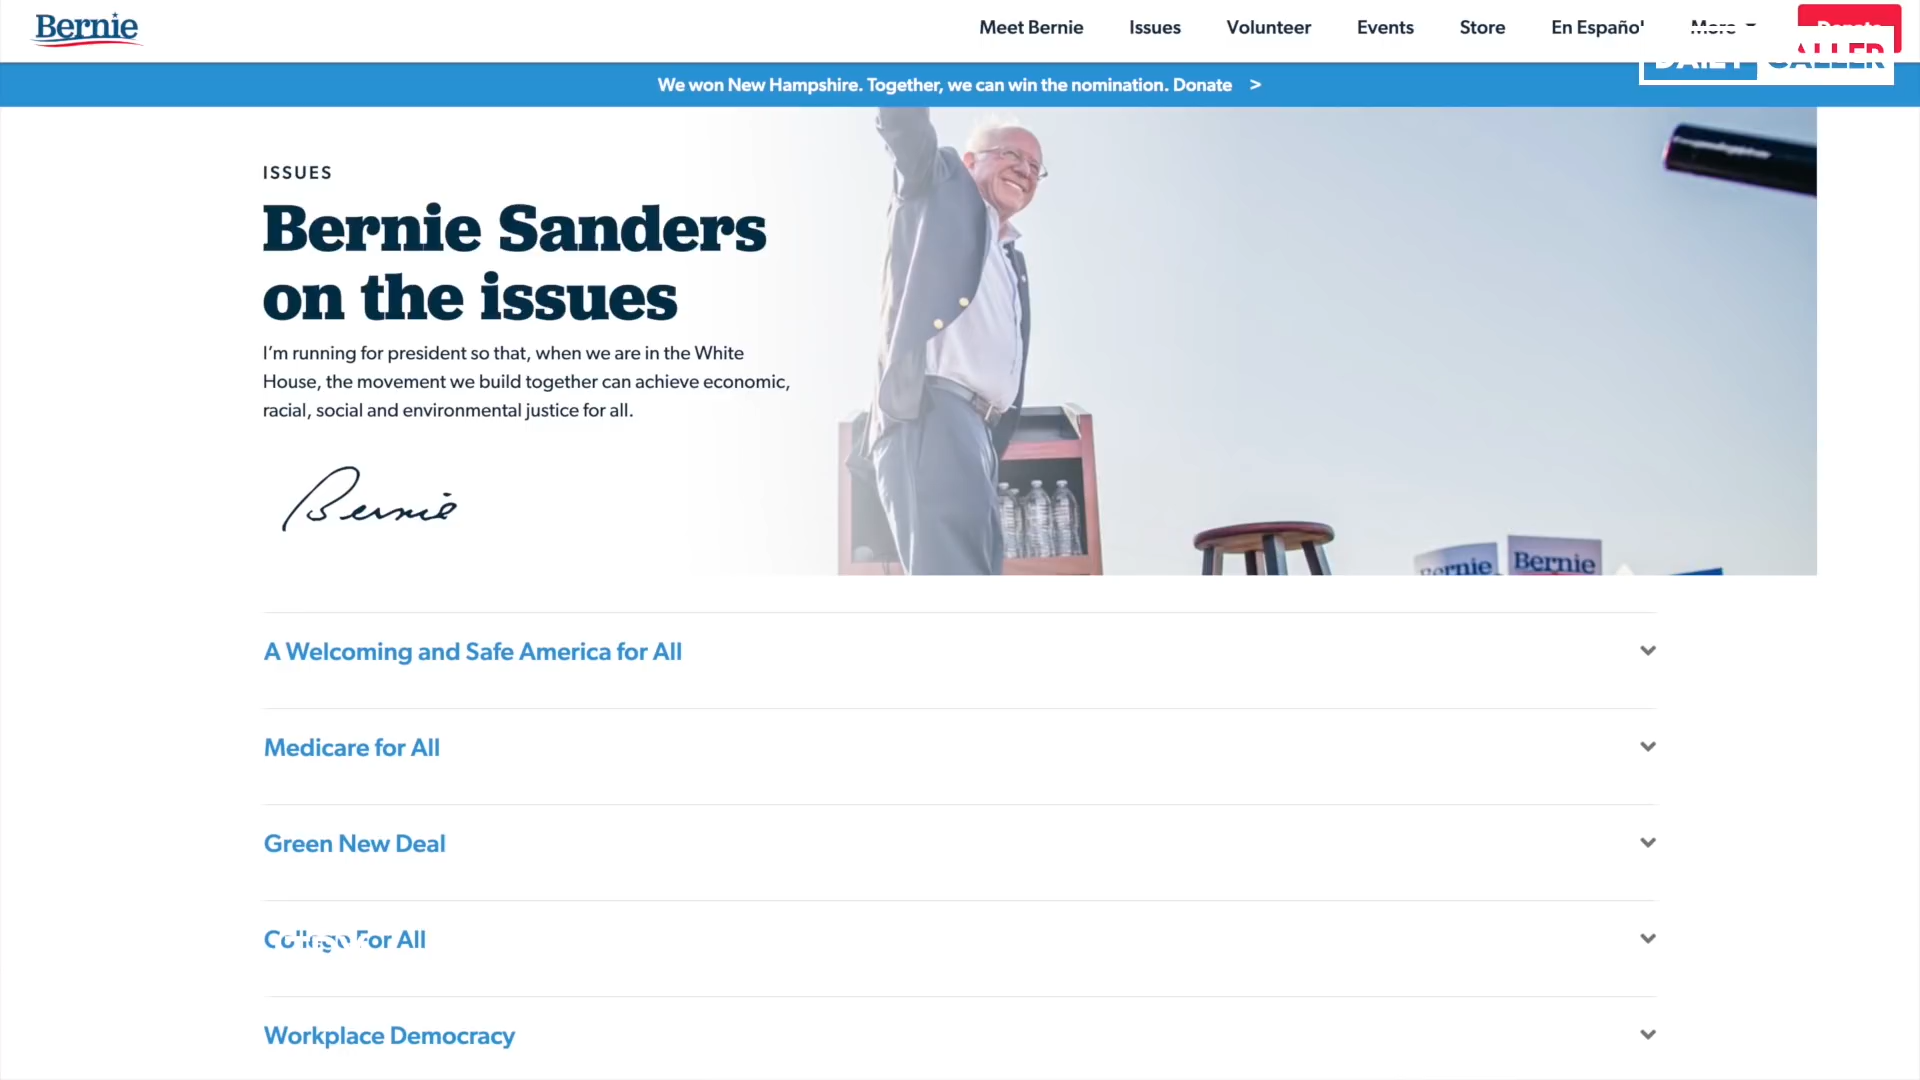 Bernie
Meet Bernie Issues Volunteer Events Store En Españo' More Donate
DAILY CALLER
We won New Hampshire. Together, we can win the nomination. Donate >
ISSUES
Bernie Sanders
on the issues
I'm running for president so that, when we are in the White
House, the movement we build together can achieve economic,
racial, social and environmental justice for all.
Bernie
Bernie Bernie
A Welcoming and Safe America for All
Medicare for All
Green New Deal
College For All
Workplace Democracy